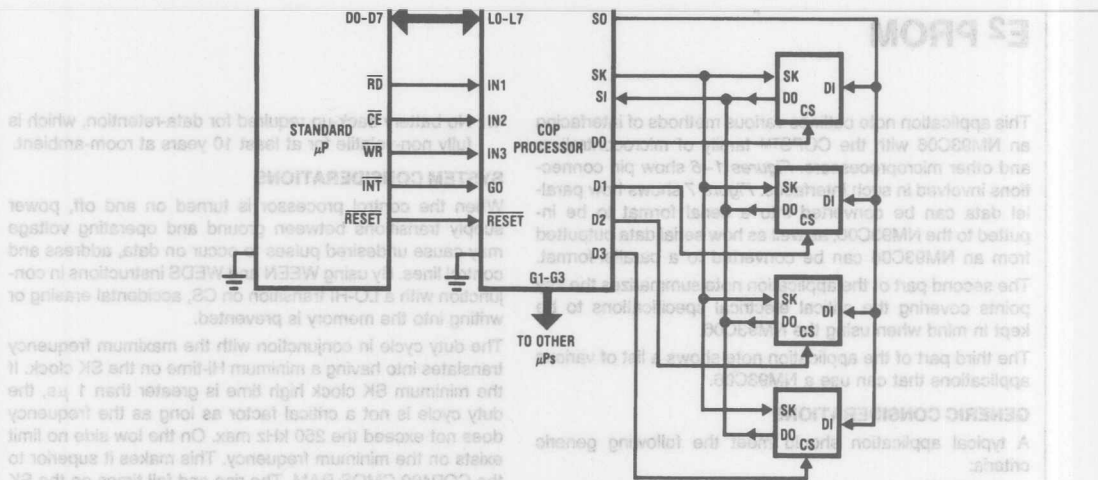 D0-D7
L0-L7
RD
IN1
CE
IN2
STANDARD
μP
WR
IN3
INT
G0
RESET
RESET
COP
PROCESSOR
SO
SK
SI
D0
D1
D2
D3
G1-G3
TO OTHER
μPs
SK
DO
CS
DI
SK
DO
CS
DI
SK
DO
CS
DI
SK
DO
CS
DI
E² PROM
This application note various methods of interfacing
an NM93C06 with the COPS™ family of
and other microprocessors. Figures 1-6 show pin connec-
tions involved in such Figure 7 shows how paral-
lel data can be converted into a serial format to be in-
putted to the NM93C06, as well as how serial data outputted
from an NM93C06 can be converted to a parallel format.
The second part of the application note summarizes the
points covering the critical electrical specifications to be
kept in mind when using the NM93C06.
The third part of the application note shows a list of various
applications that can use a NM93C06.
GENERIC CONSIDERATIONS
A typical application should meet the following generic
criteria:
No battery back-up required for data-retention, which is
fully non-volatile for at least 10 years at room-ambient.
SYSTEM CONSIDERATIONS
When the control processor is turned on and off, power
supply transitions between ground and operating voltage
may cause undesired pulses to occur on data, address and
control lines. By using WEEN and WEDS instructions in con-
junction with a LO-HI transition on CS, accidental erasing or
writing into the memory is prevented.
The duty cycle in conjunction with the maximum frequency
translates into having a minimum Hi-time on the SK clock. If
the minimum SK clock high time is greater than 1 μs, the
duty cycle is not a critical factor as long as the frequency
does not exceed the 250 kHz max. On the low side no limit
exists on the minimum frequency. This makes it superior to
the CMOS RAM. The rise and fall times on the SK